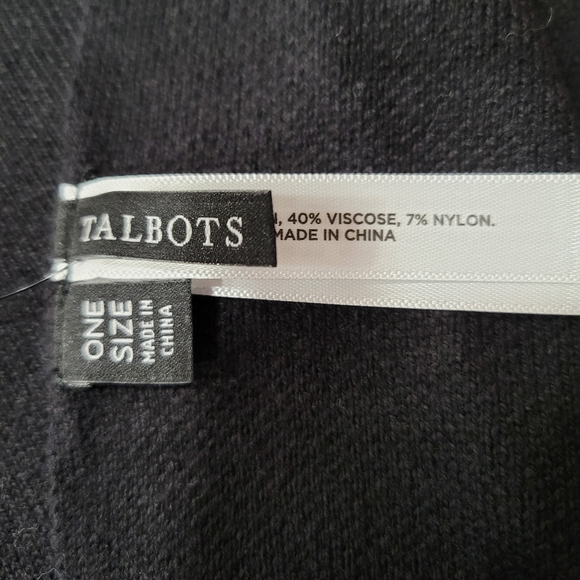 TALBOTS
, 40% VISCOSE, 7% NYLON.
MADE IN CHINA
ONE
SIZE
MADE IN
CHINA